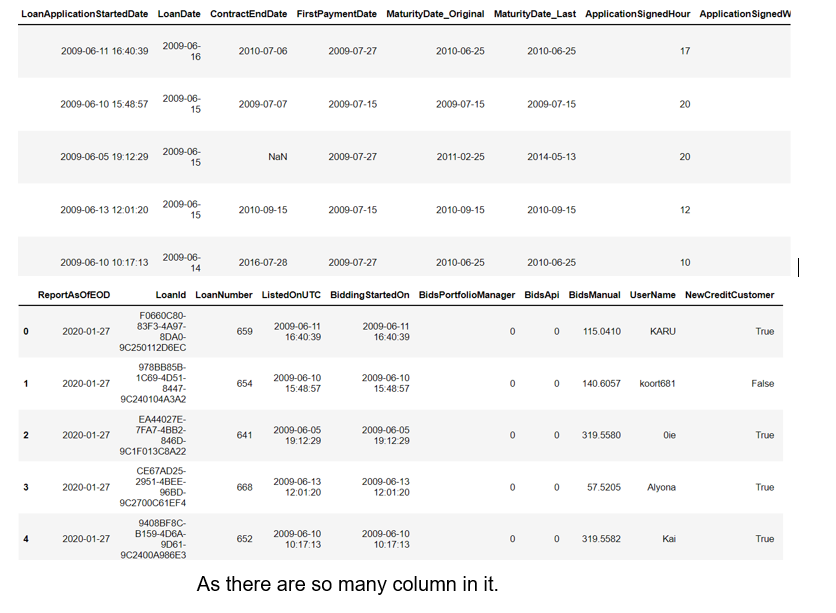 LoanApplicationStartedDate LoanDate ContractEndDate FirstPaymentDate MaturityDate_Original MaturityDate_Last ApplicationSignedHour ApplicationSignedW
2009-06-11 16:40:39 2009-06-16 2010-07-06 2009-07-27 2010-06-25 2010-06-25 17
2009-06-10 15:48:57 2009-06-15 2009-07-07 2009-07-15 2009-07-15 2009-07-15 20
2009-06-05 19:12:29 2009-06-15 NaN 2009-07-27 2011-02-25 2014-05-13 20
2009-06-13 12:01:20 2009-06-15 2010-09-15 2009-07-15 2010-09-15 2010-09-15 12
2009-06-10 10:17:13 2009-06-14 2016-07-28 2009-07-27 2010-06-25 2010-06-25 10
ReportAsOfEOD LoanId LoanNumber ListedOnUTC BiddingStartedOn BidsPortfolioManager BidsApi BidsManual UserName NewCreditCustomer
0 2020-01-27 F0660C80-83F3-4A97-8DA0-9C250112D6EC 659 2009-06-11 16:40:39 2009-06-11 16:40:39 0 0 115.0410 KARU True
1 2020-01-27 978BB85B-1C69-4D51-8447-9C240104A3A2 654 2009-06-10 15:48:57 2009-06-10 15:48:57 0 0 140.6057 koort681 False
2 2020-01-27 EA44027E-7FA7-4BB2-846D-9C1F013C8A22 641 2009-06-05 19:12:29 2009-06-05 19:12:29 0 0 319.5580 0ie True
3 2020-01-27 CE67AD25-2951-4BEE-96BD-9C2700C61EF4 668 2009-06-13 12:01:20 2009-06-13 12:01:20 0 0 57.5205 Alyona True
4 2020-01-27 9408BF8C-B159-4D6A-9D61-9C2400A986E3 652 2009-06-10 10:17:13 2009-06-10 10:17:13 0 0 319.5582 Kai True
As there are so many column in it.